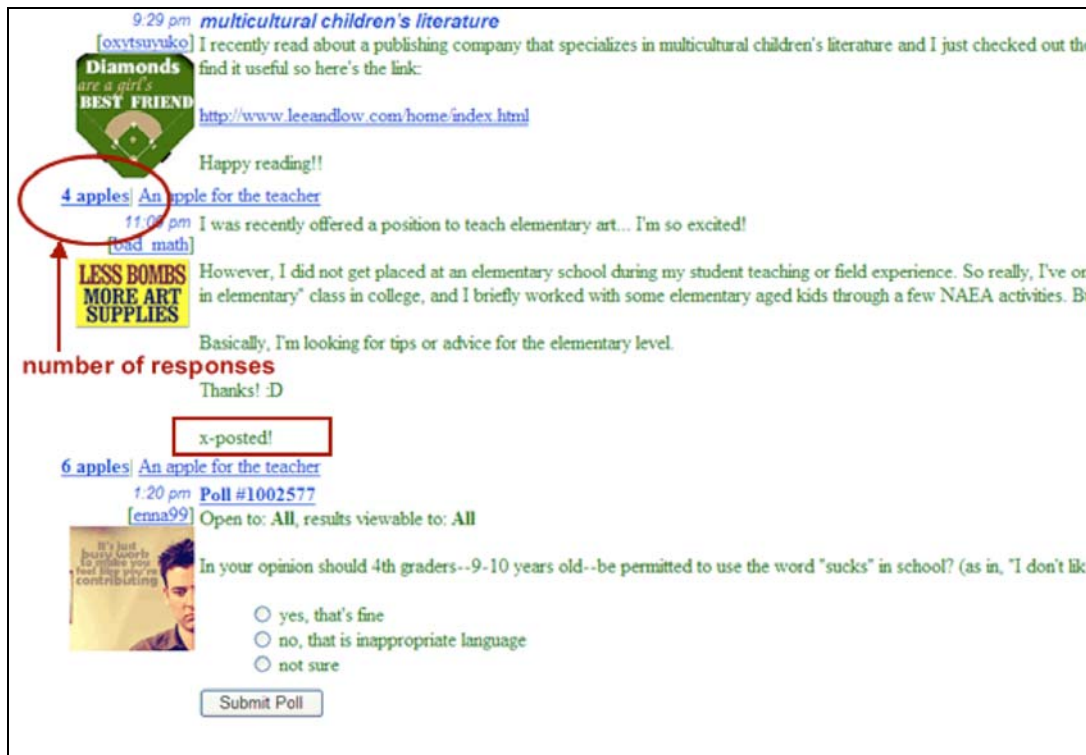 9:29 pm multicultural children's literature
[oxytsuyuko] I recently read about a publishing company that specializes in multicultural children's literature and I just checked out the
Diamonds
are a girl's
BEST FRIEND
find it useful so here's the link:
http://www.leeandlow.com/home/index.html
Happy reading!!
4 apples| An apple for the teacher
11:09 pm I was recently offered a position to teach elementary art... I'm so excited!
[bad_math]
LESS BOMBS
MORE ART
SUPPLIES
However, I did not get placed at an elementary school during my student teaching or field experience. So really, I've
in elementary" class in college, and I briefly worked with some elementary aged kids through a few NAEA activities.
Basically, I'm looking for tips or advice for the elementary level.
number of responses
Thanks! :D
x-posted!
6 apples| An apple for the teacher
1:20 pm Poll #1002577
[enna99] Open to: All, results viewable to: All
It's just
busy work
to make you
feel like you're
contributing
In your opinion should 4th graders--9-10 years old--be permitted to use the word "sucks" in school? (as in, "I don't
yes, that's fine
no, that is inappropriate language
not sure
Submit Poll